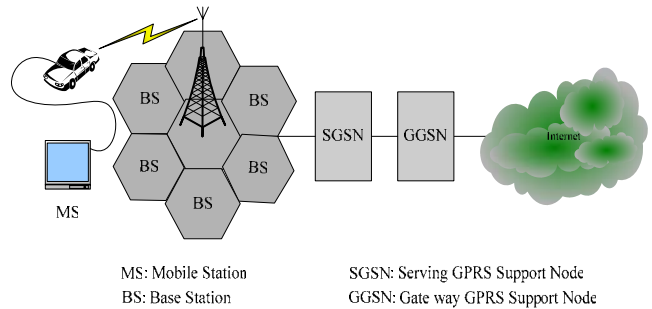 BS
BS
SGSN
GGSN
Internet
BS
BS
BS
MS
MS: Mobile Station
SGSN: Serving GPRS Support Node
BS: Base Station
GGSN: Gate way GPRS Support Node